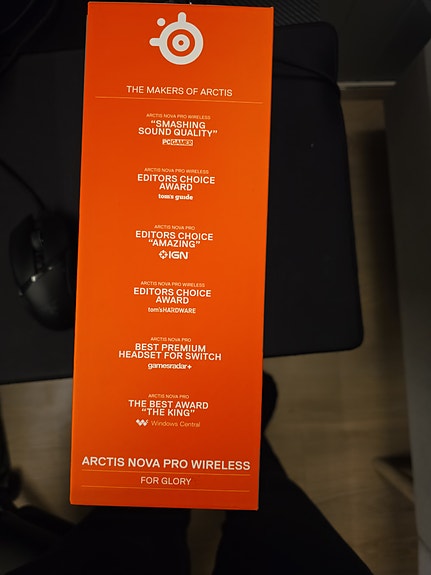 THE MAKERS OF ARCTIS
ARCTIS NOVA PRO WIRELESS
"SMASHING
SOUND QUALITY"
PCGAMER
ARCTIS NOVA PRO WIRELESS
EDITORS CHOICE
AWARD
tom's guide
ARCTIS NOVA PRO
EDITORS CHOICE
"AMAZING"
IGN
ARCTIS NOVA PRO WIRELESS
EDITORS CHOICE
AWARD
tom'sHARDWARE
ARCTIS NOVA PRO
BEST PREMIUM
HEADSET FOR SWITCH
gamesradar+
ARCTIS NOVA PRO
THE BEST AWARD
"THE KING"
Windows Central
ARCTIS NOVA PRO WIRELESS
FOR GLORY